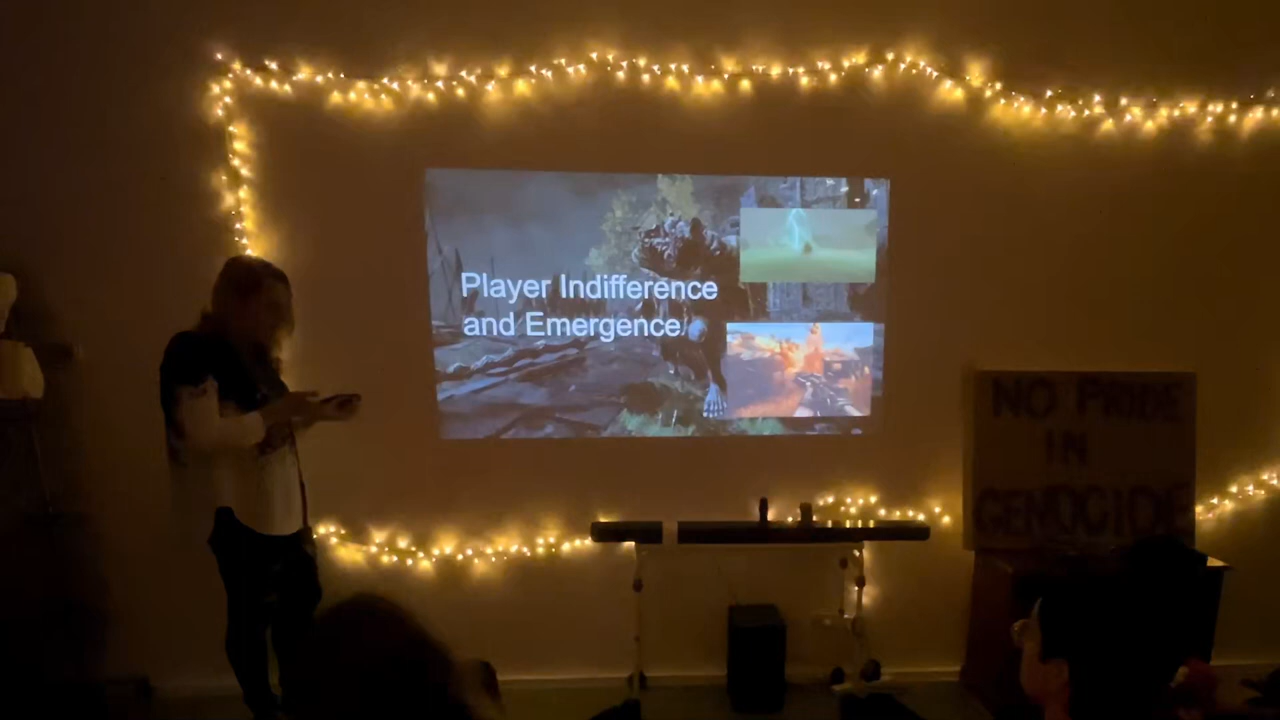 Player Indifference
and Emergence
NO PRIDE
IN
GENOCIDE